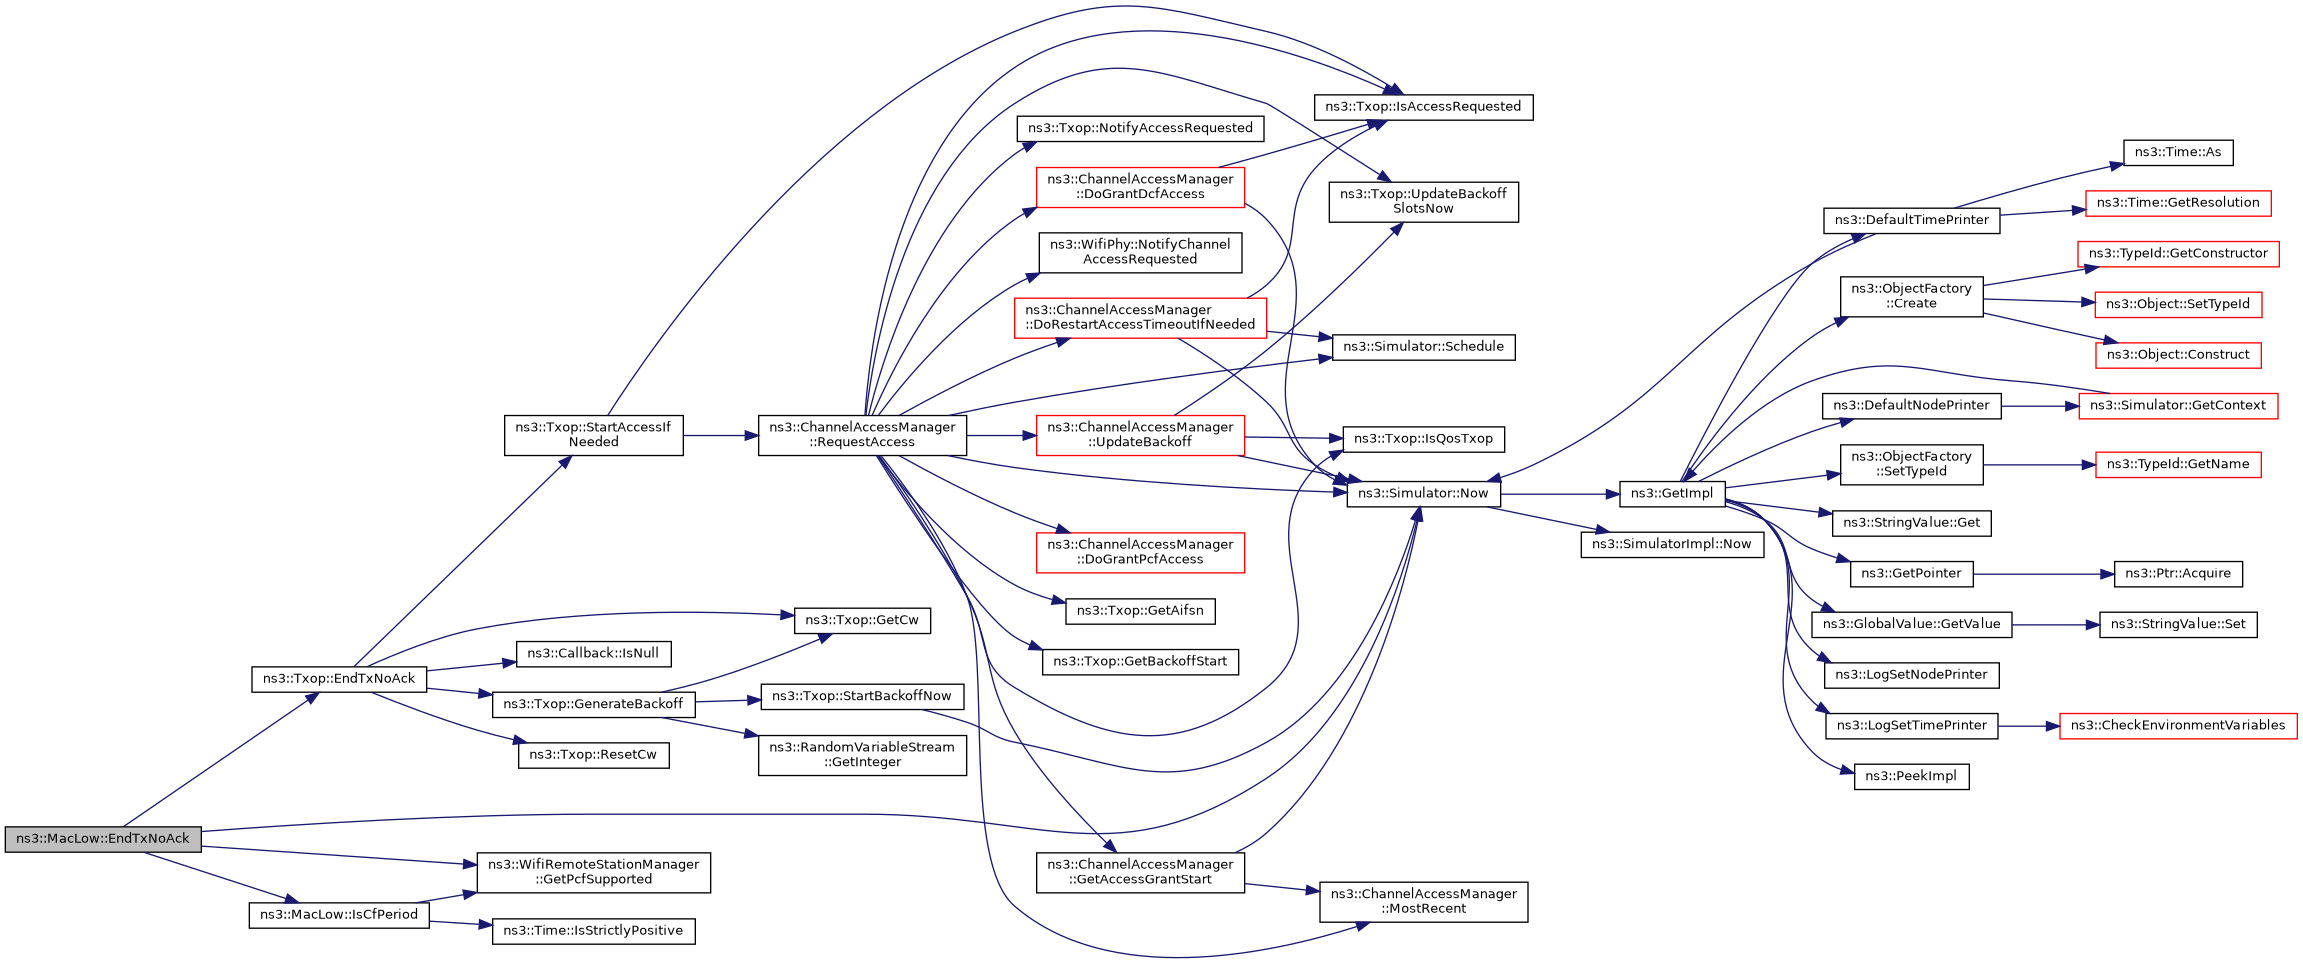 ns3::MacLow::EndTxNoAck
ns3::Txop::EndTxNoAck
ns3::MacLow::IsCfPeriod
ns3::Txop::StartAccessIf
Needed
ns3::Callback::IsNull
ns3::Txop::GenerateBackoff
ns3::Txop::ResetCw
ns3::WifiRemoteStationManager
::GetPcfSupported
ns3::Time::IsStrictlyPositive
ns3::ChannelAccessManager
::RequestAccess
ns3::Txop::GetCw
ns3::Txop::StartBackoffNow
ns3::RandomVariableStream
::GetInteger
ns3::Txop::NotifyAccessRequested
ns3::ChannelAccessManager
::DoGrantDcfAccess
ns3::WifiPhy::NotifyChannel
AccessRequested
ns3::ChannelAccessManager
::DoRestartAccessTimeoutIfNeeded
ns3::ChannelAccessManager
::UpdateBackoff
ns3::ChannelAccessManager
::DoGrantPcfAccess
ns3::Txop::GetAifsn
ns3::Txop::GetBackoffStart
ns3::ChannelAccessManager
::GetAccessGrantStart
ns3::Txop::IsAccessRequested
ns3::Txop::UpdateBackoff
SlotsNow
ns3::Simulator::Schedule
ns3::Txop::IsQosTxop
ns3::Simulator::Now
ns3::ChannelAccessManager
::MostRecent
ns3::GetImpl
ns3::SimulatorImpl::Now
ns3::DefaultTimePrinter
ns3::ObjectFactory
::Create
ns3::DefaultNodePrinter
ns3::ObjectFactory
::SetTypeId
ns3::StringValue::Get
ns3::GetPointer
ns3::GlobalValue::GetValue
ns3::LogSetNodePrinter
ns3::LogSetTimePrinter
ns3::PeekImpl
ns3::Time::As
ns3::Time::GetResolution
ns3::TypeId::GetConstructor
ns3::Object::SetTypeId
ns3::Object::Construct
ns3::Simulator::GetContext
ns3::TypeId::GetName
ns3::Ptr::Acquire
ns3::StringValue::Set
ns3::CheckEnvironmentVariables